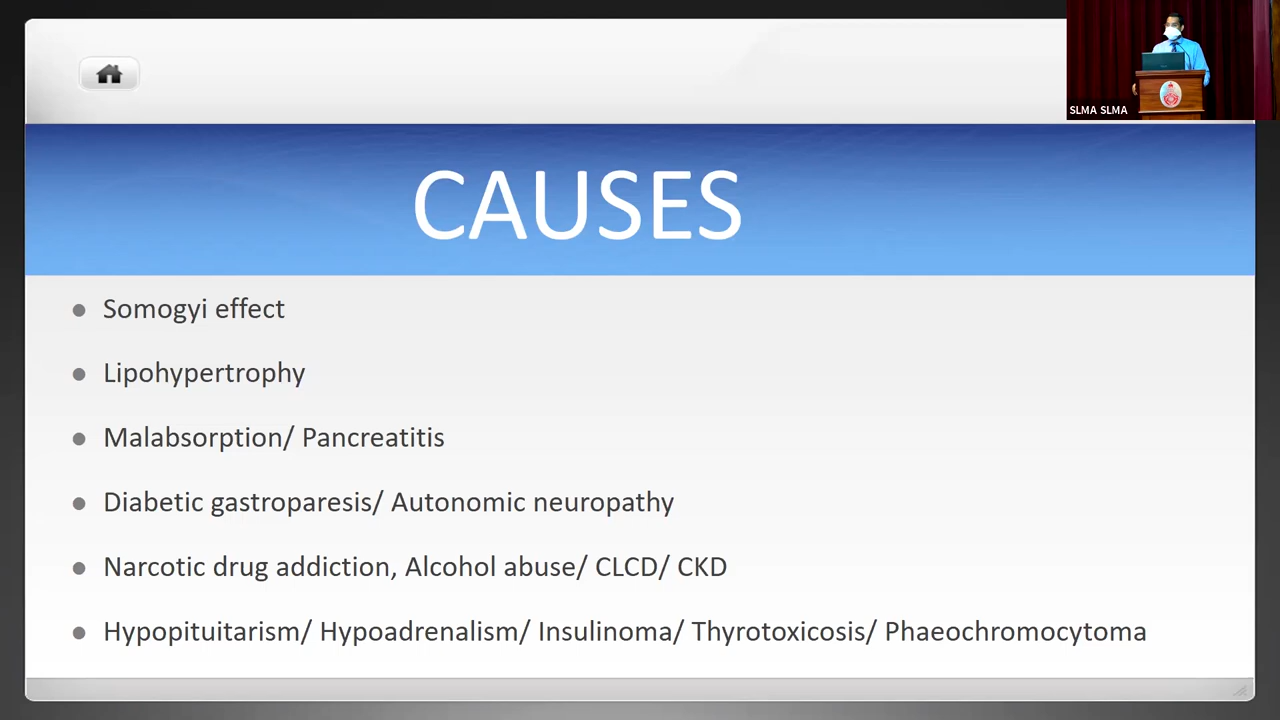 SLMA SLMA
CAUSES
Somogyi effect
Lipohypertrophy
Malabsorption/ Pancreatitis
Diabetic gastroparesis/ Autonomic neuropathy
Narcotic drug addiction, Alcohol abuse/ CLCD/ CKD
Hypopituitarism/ Hypoadrenalism/ Insulinoma/ Thyrotoxicosis/ Phaeochromocytoma